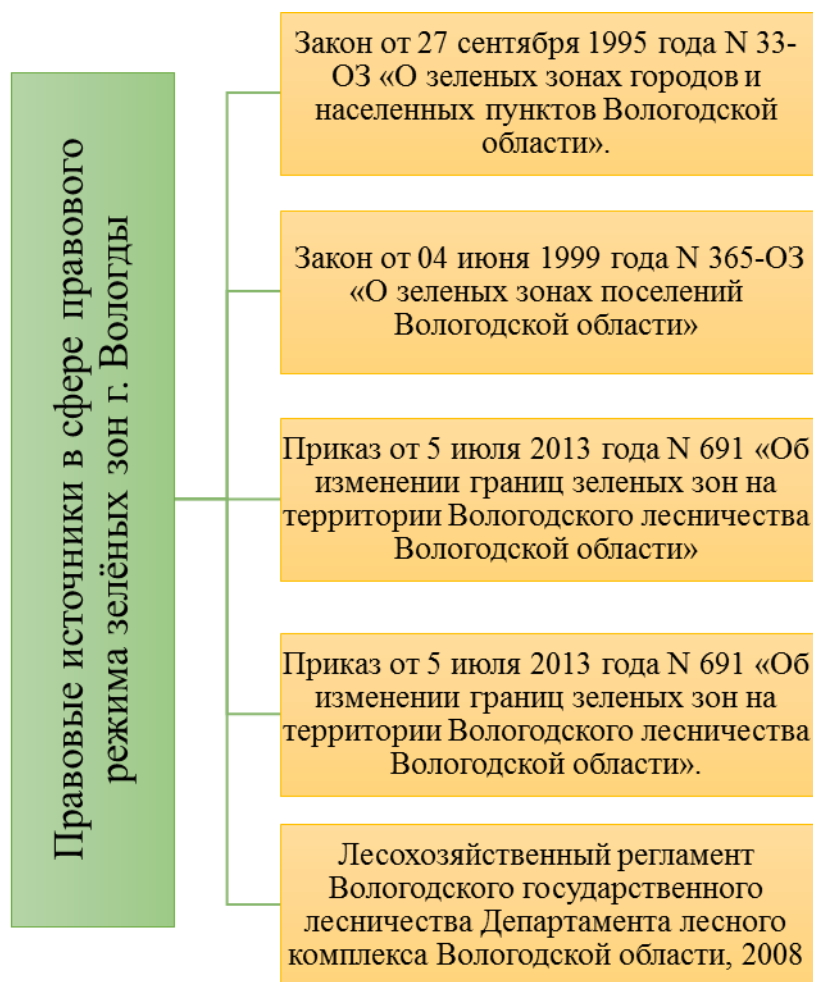 Правовые источники в сфере правового
режима зелёных зон г. Вологды
Закон от 27 сентября 1995 года N 33-
ОЗ «О зеленых зонах городов и
населенных пунктов Вологодской
области».
Закон от 04 июня 1999 года N 365-ОЗ
«О зеленых зонах поселений
Вологодской области»
Приказ от 5 июля 2013 года N 691 «Об
изменении границ зеленых зон на
территории Вологодского лесничества
Вологодской области»
Приказ от 5 июля 2013 года N 691 «Об
изменении границ зеленых зон на
территории Вологодского лесничества
Вологодской области».
Лесохозяйственный регламент
Вологодского государственного
лесничества Департамента лесного
комплекса Вологодской области, 2008